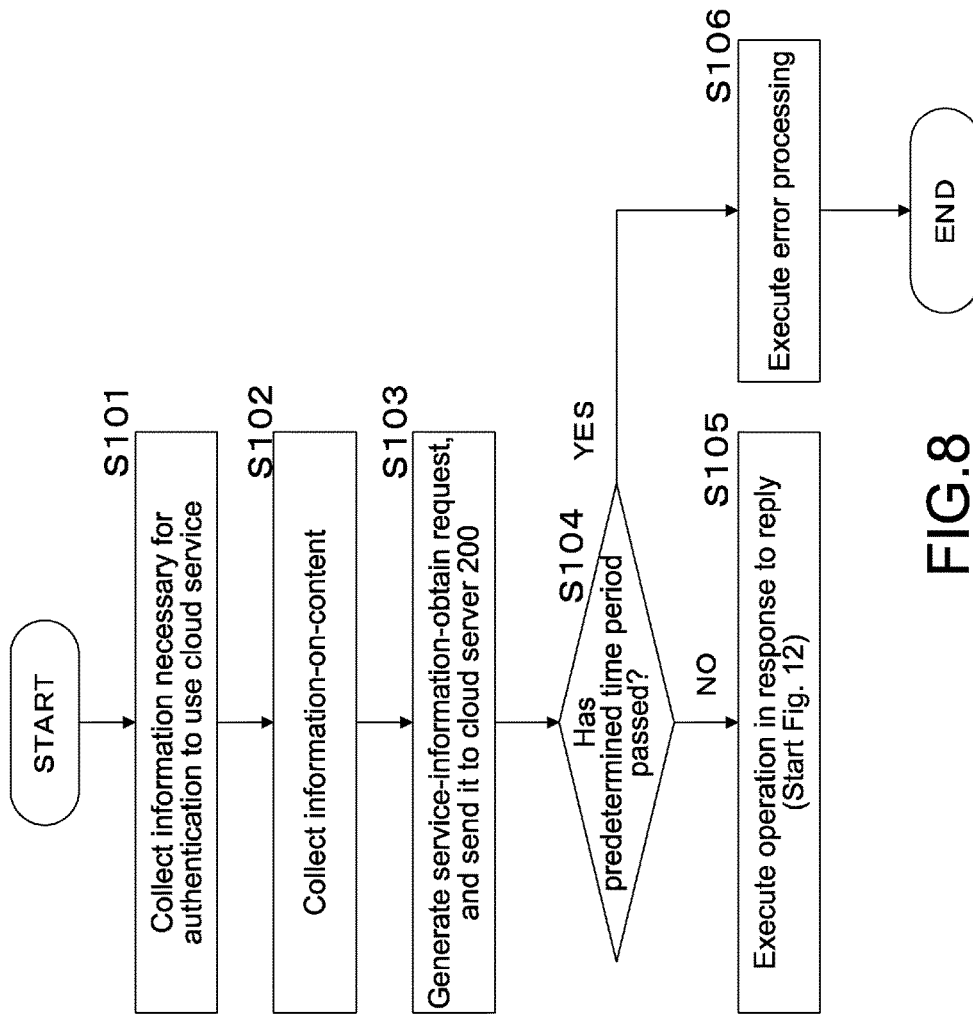 START
S101
Collect information necessary for
authentication to use cloud service
S102
Collect information-on-content
S103
Generate service-information-obtain request,
and send it to cloud server 200
S104
Has
predetermined time period
passed?
YES
NO
S105
Execute operation in response to reply
(Start Fig. 12)
S106
Execute error processing
END
FIG.8